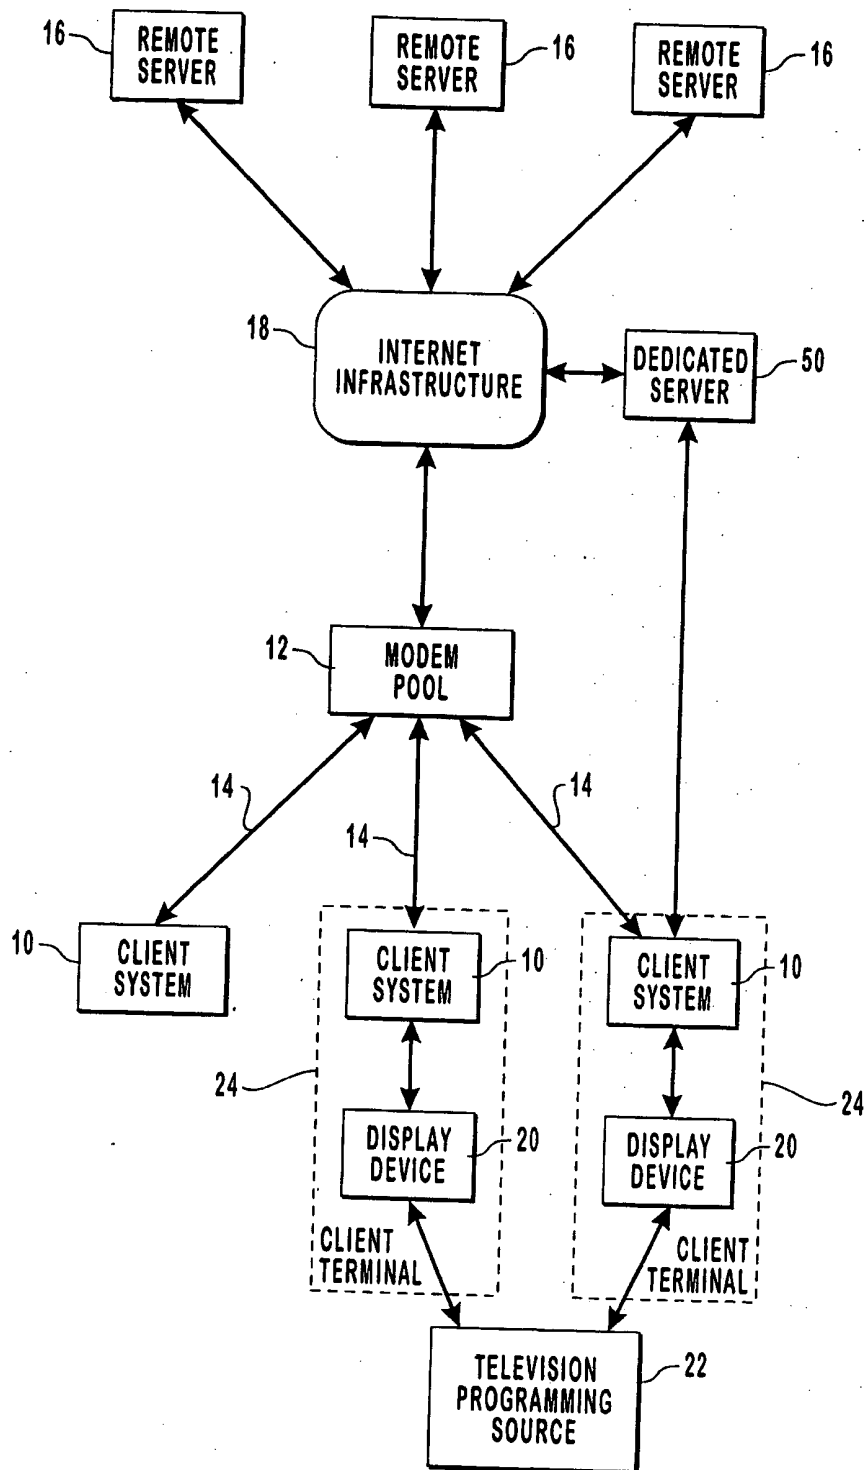 16
REMOTE
SERVER
REMOTE
SERVER
16
REMOTE
SERVER
16
18
INTERNET
INFRASTRUCTURE
DEDICATED
SERVER
50
12
MODEM
POOL
14
14
14
10
CLIENT
SYSTEM
CLIENT
SYSTEM
10
CLIENT
SYSTEM
10
24
24
DISPLAY
DEVICE
20
DISPLAY
DEVICE
20
CLIENT
TERMINAL
CLIENT
TERMINAL
TELEVISION
PROGRAMMING
SOURCE
22